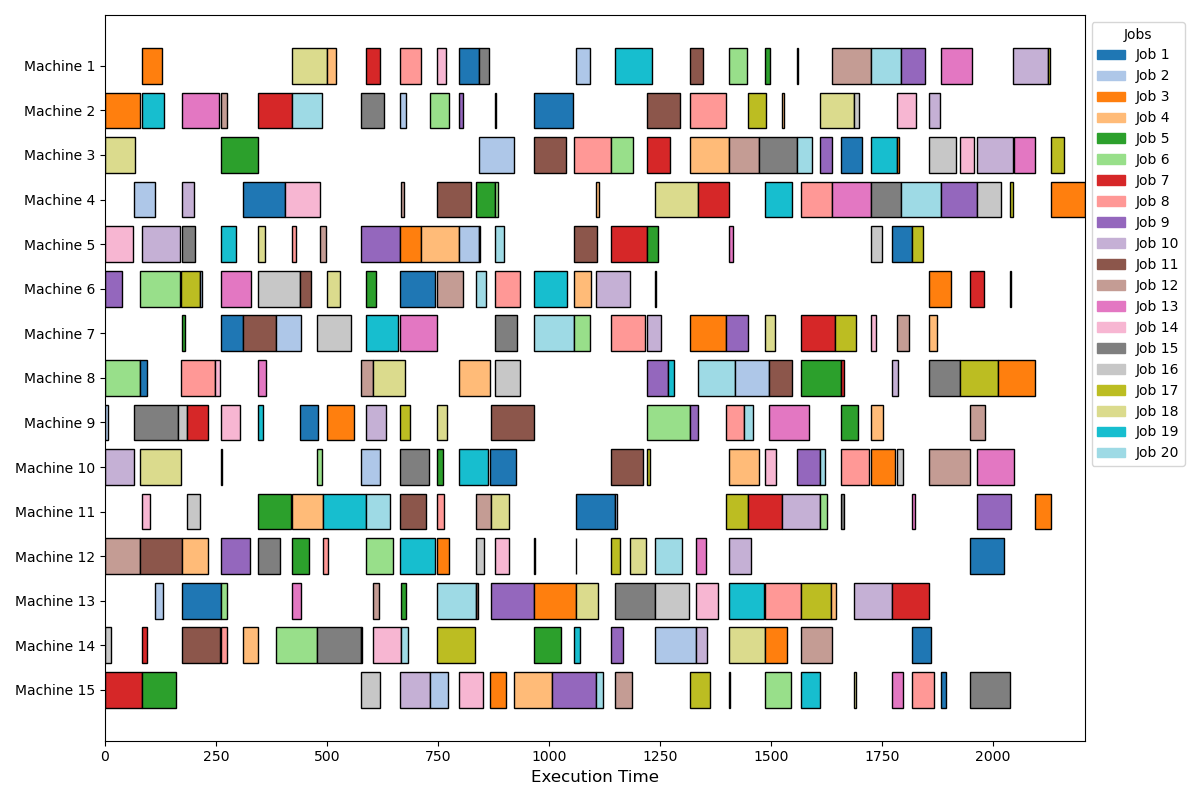 Machine 1
Machine 2
Machine 3
Machine 4
Machine 5
Machine 6
Machine 7
Machine 8
Machine 9
Machine 10
Machine 11
Machine 12
Machine 13
Machine 14
Machine 15
0 250 500 750 1000 1250 1500 1750 2000
Execution Time
Jobs
Job 1
Job 2
Job 3
Job 4
Job 5
Job 6
Job 7
Job 8
Job 9
Job 10
Job 11
Job 12
Job 13
Job 14
Job 15
Job 16
Job 17
Job 18
Job 19
Job 20